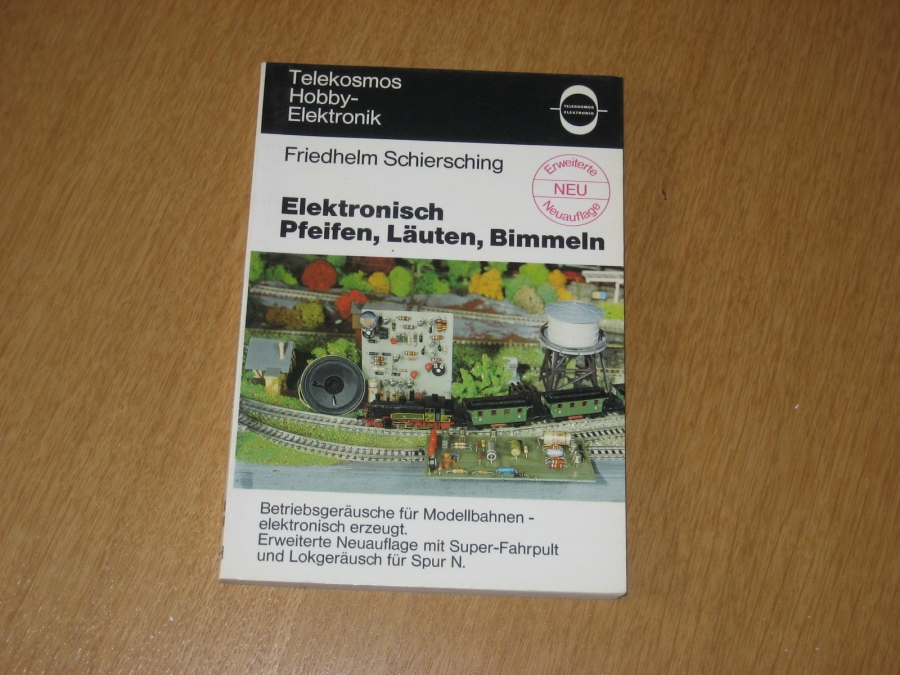 Telekosmos
Hobby-
Elektronik
TELEKOSMOS
ELEKTRONIK
Friedhelm Schiersching
Erweiterte
NEU
Neuauflage
Elektronisch
Pfeifen, Läuten, Bimmeln
Betriebsgeräusche für Modellbahnen -
elektronisch erzeugt.
Erweiterte Neuauflage mit Super-Fahrpult
und Lokgeräusch für Spur N.